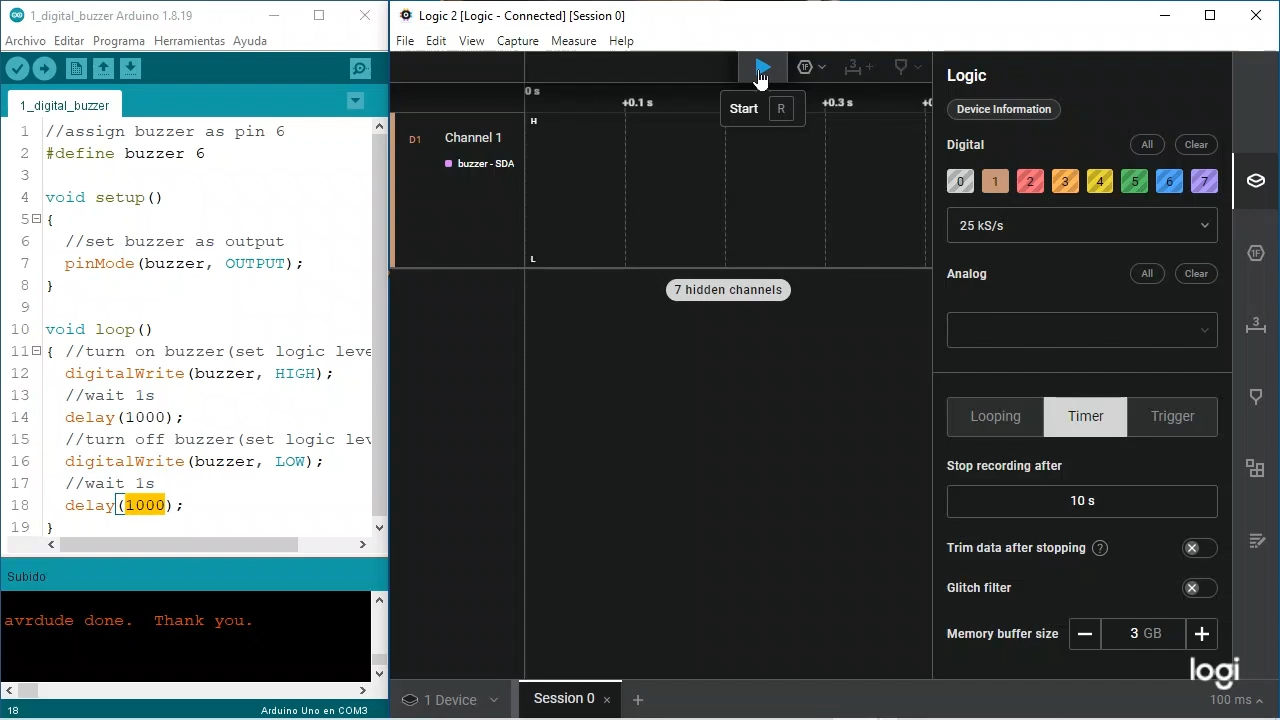 1_digital_buzzer Arduino 1.8.19
Archivo Editar Programa Herramientas Ayuda
1_digital_buzzer
1 //assign buzzer as pin 6
2 #define buzzer 6
3
4 void setup()
5 {
6 //set buzzer as output
7 pinMode(buzzer, OUTPUT);
8 }
9
10 void loop()
11 { //turn on buzzer(set logic leve
12 digitalWrite(buzzer, HIGH);
13 //wait 1s
14 delay(1000);
15 //turn off buzzer(set logic lev
16 digitalWrite(buzzer, LOW);
17 //wait 1s
18 delay(1000);
19 }
Subido
avrdude done. Thank you.
18 Arduino Uno en COM3
Logic 2 [Logic - Connected] [Session 0]
File Edit View Capture Measure Help
1F 3
0 s
+0.1 s +0.3 s +0
Start R
D1 Channel 1 H
buzzer - SDA
L
7 hidden channels
Logic
Device Information
Digital All Clear
0 1 2 3 4 5 6 7
25 kS/s
Analog All Clear
Looping Timer Trigger
Stop recording after
10 s
Trim data after stopping ?
Glitch filter
Memory buffer size 3 GB
1F
3
logi
1 Device Session 0 × + 100 ms